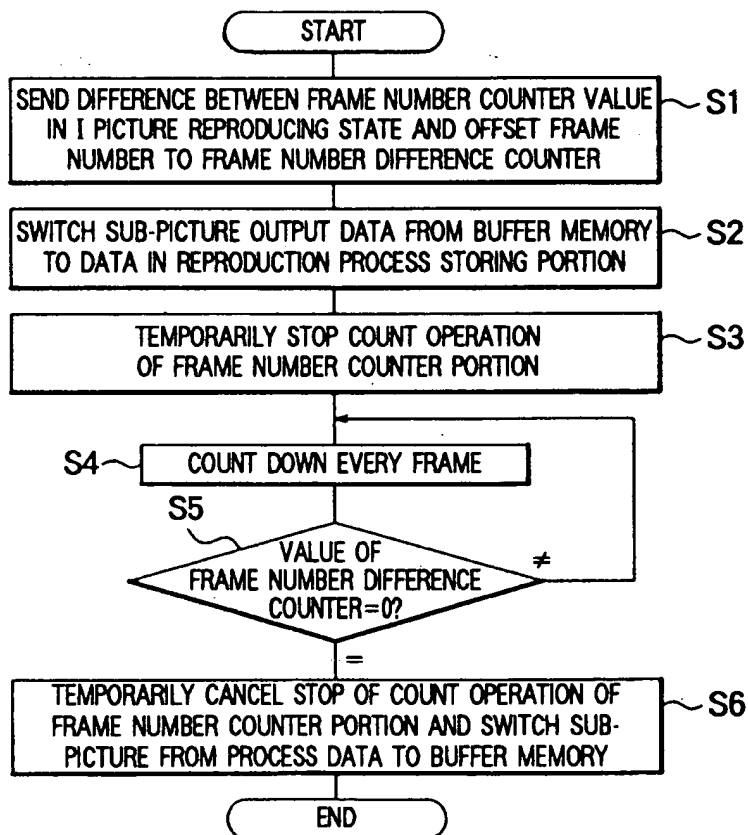 START
SEND DIFFERENCE BETWEEN FRAME NUMBER COUNTER VALUE
IN I PICTURE REPRODUCING STATE AND OFFSET FRAME
NUMBER TO FRAME NUMBER DIFFERENCE COUNTER
S1
SWITCH SUB-PICTURE OUTPUT DATA FROM BUFFER MEMORY
TO DATA IN REPRODUCTION PROCESS STORING PORTION
S2
TEMPORARILY STOP COUNT OPERATION
OF FRAME NUMBER COUNTER PORTION
S3
S4
COUNT DOWN EVERY FRAME
S5
VALUE OF
FRAME NUMBER DIFFERENCE
COUNTER=0?
≠
=
TEMPORARILY CANCEL STOP OF COUNT OPERATION OF
FRAME NUMBER COUNTER PORTION AND SWITCH SUB-
PICTURE FROM PROCESS DATA TO BUFFER MEMORY
S6
END